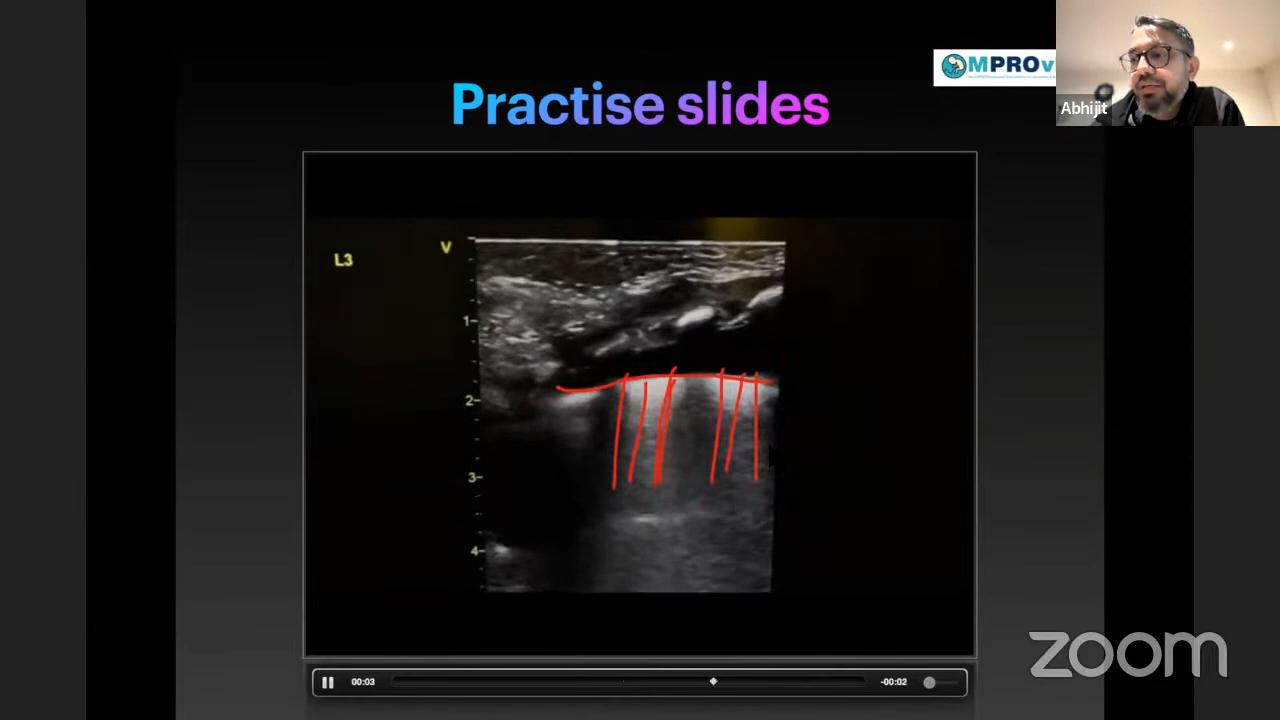 MPROv
Abhijit
Practise slides
L3
V
1
2
3
4
00:03
-00:02
zoom